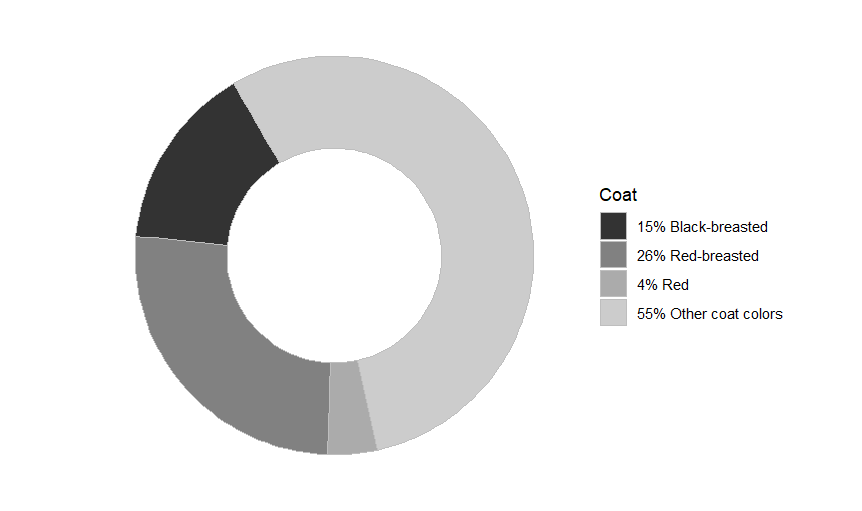 Coat
15% Black-breasted
26% Red-breasted
4% Red
55% Other coat colors